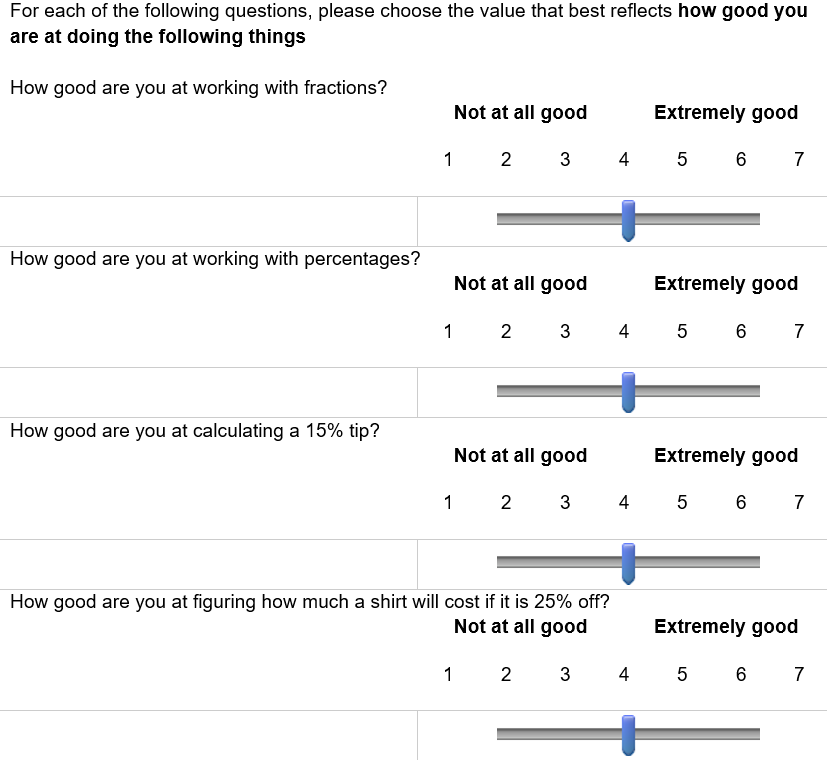 For each of the following questions, please choose the value that best reflects how good you
are at doing the following things
How good are you at working with fractions?
Not at all good Extremely good
1 2 3 4 5 6 7
How good are you at working with percentages?
Not at all good Extremely good
1 2 3 4 5 6 7
How good are you at calculating a 15% tip?
Not at all good Extremely good
1 2 3 4 5 6 7
How good are you at figuring how much a shirt will cost if it is 25% off?
Not at all good Extremely good
1 2 3 4 5 6 7